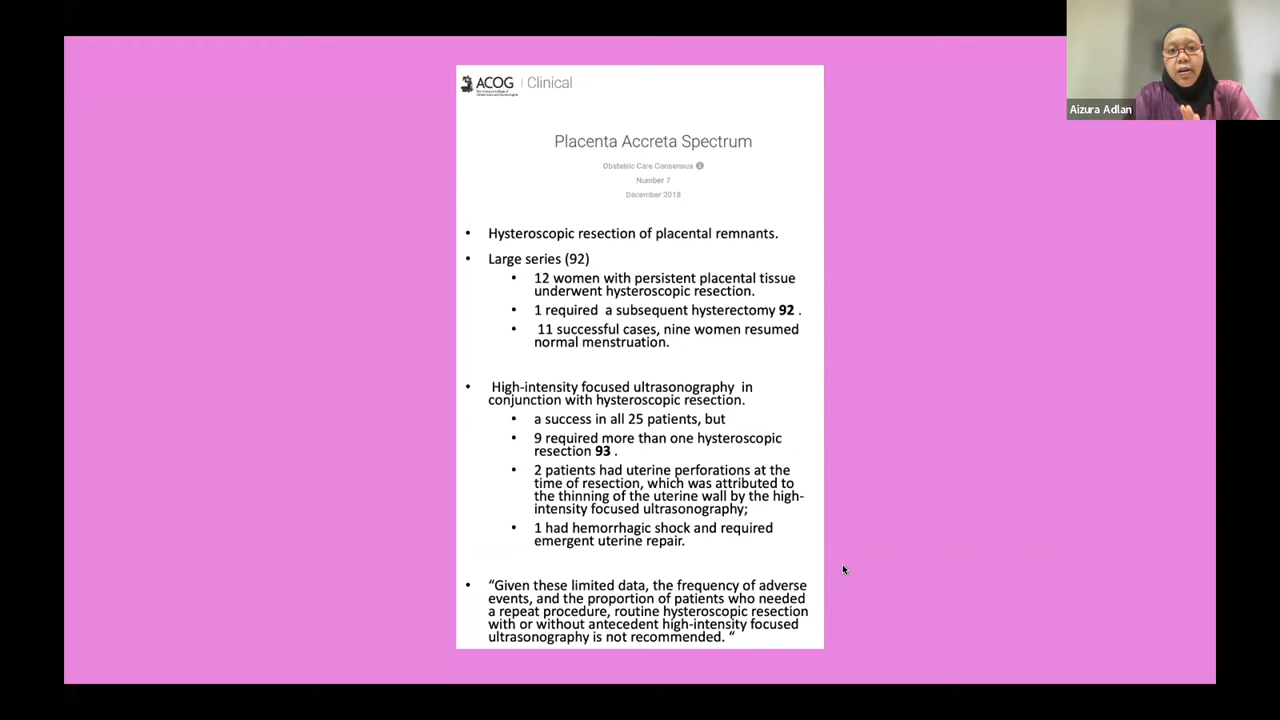 ACOG | Clinical
The American College of
Obstetricians and Gynecologists
Aizura Adlan
Placenta Accreta Spectrum
Obstetric Care Consensus
Number 7
December 2018
• Hysteroscopic resection of placental remnants.
• Large series (92)
• 12 women with persistent placental tissue
underwent hysteroscopic resection.
• 1 required a subsequent hysterectomy 92 .
• 11 successful cases, nine women resumed
normal menstruation.
• High-intensity focused ultrasonography in
conjunction with hysteroscopic resection.
• a success in all 25 patients, but
• 9 required more than one hysteroscopic
resection 93 .
• 2 patients had uterine perforations at the
time of resection, which was attributed to
the thinning of the uterine wall by the high-
intensity focused ultrasonography;
• 1 had hemorrhagic shock and required
emergent uterine repair.
• “Given these limited data, the frequency of adverse
events, and the proportion of patients who needed
a repeat procedure, routine hysteroscopic resection
with or without antecedent high-intensity focused
ultrasonography is not recommended. “